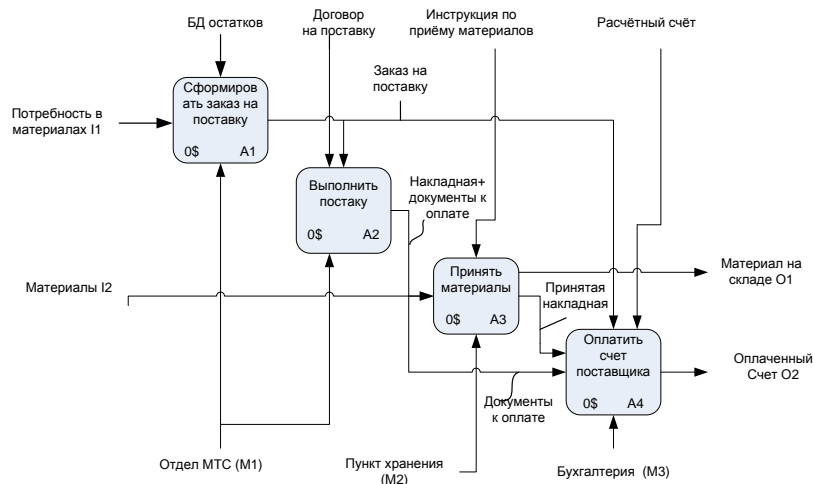 БД остатков
Договор
на поставку
Инструкция по
приёму материалов
Расчётный счёт
Заказ на
поставку
Сформиров
ать заказ на
поставку
0$ A1
Потребность в
материалах I1
Выполнить
постаку
0$ A2
Накладная+
документы к
оплате
Материалы I2
Принять
материалы
0$ A3
Принятая
накладная
Материал на
складе О1
Оплатить
счет
поставщика
0$ A4
Оплаченный
Счет О2
Документы
к оплате
Отдел МТС (М1)
Пункт хранения
(М2)
Бухгалтерия (М3)